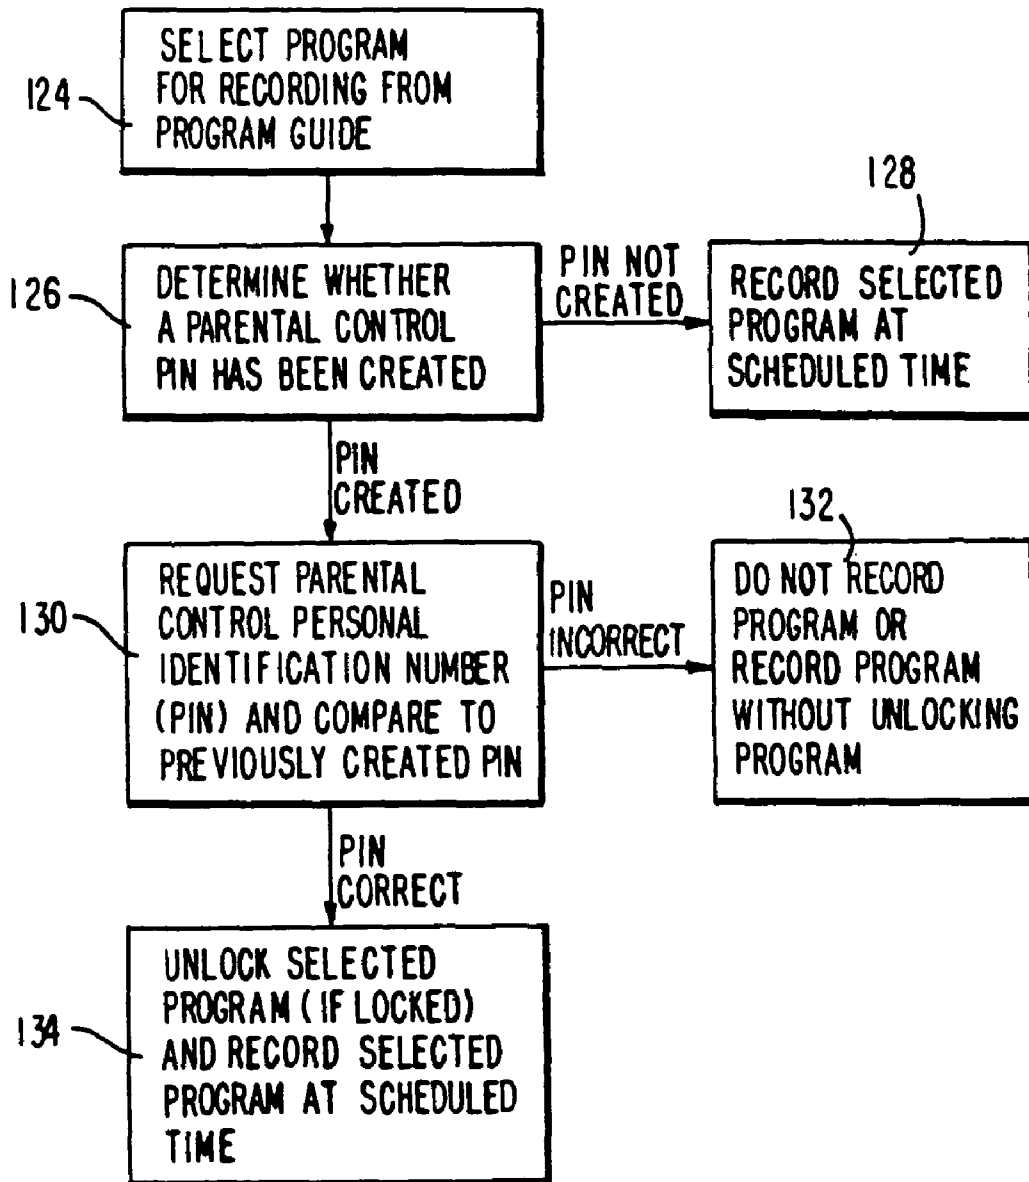 124
SELECT PROGRAM
FOR RECORDING FROM
PROGRAM GUIDE
126
DETERMINE WHETHER
A PARENTAL CONTROL
PIN HAS BEEN CREATED
PIN NOT
CREATED
128
RECORD SELECTED
PROGRAM AT
SCHEDULED TIME
PIN
CREATED
130
REQUEST PARENTAL
CONTROL PERSONAL
IDENTIFICATION NUMBER
(PIN) AND COMPARE TO
PREVIOUSLY CREATED PIN
PIN
INCORRECT
132
DO NOT RECORD
PROGRAM OR
RECORD PROGRAM
WITHOUT UNLOCKING
PROGRAM
PIN
CORRECT
134
UNLOCK SELECTED
PROGRAM (IF LOCKED)
AND RECORD SELECTED
PROGRAM AT SCHEDULED
TIME